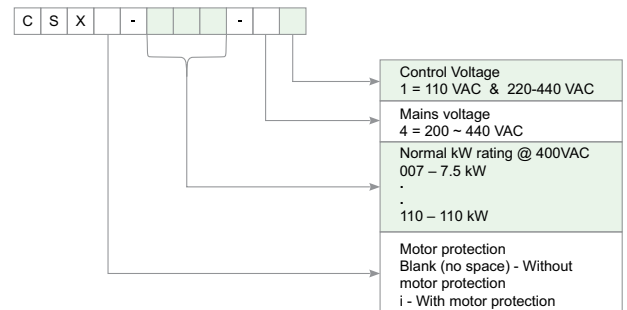 C S X - -
Control Voltage
1 = 110 VAC & 220-440 VAC
Mains voltage
4 = 200 ~ 440 VAC
Normal kW rating @ 400VAC
007 – 7.5 kW
.
.
110 – 110 kW
Motor protection
Blank (no space) - Without
motor protection
i - With motor protection